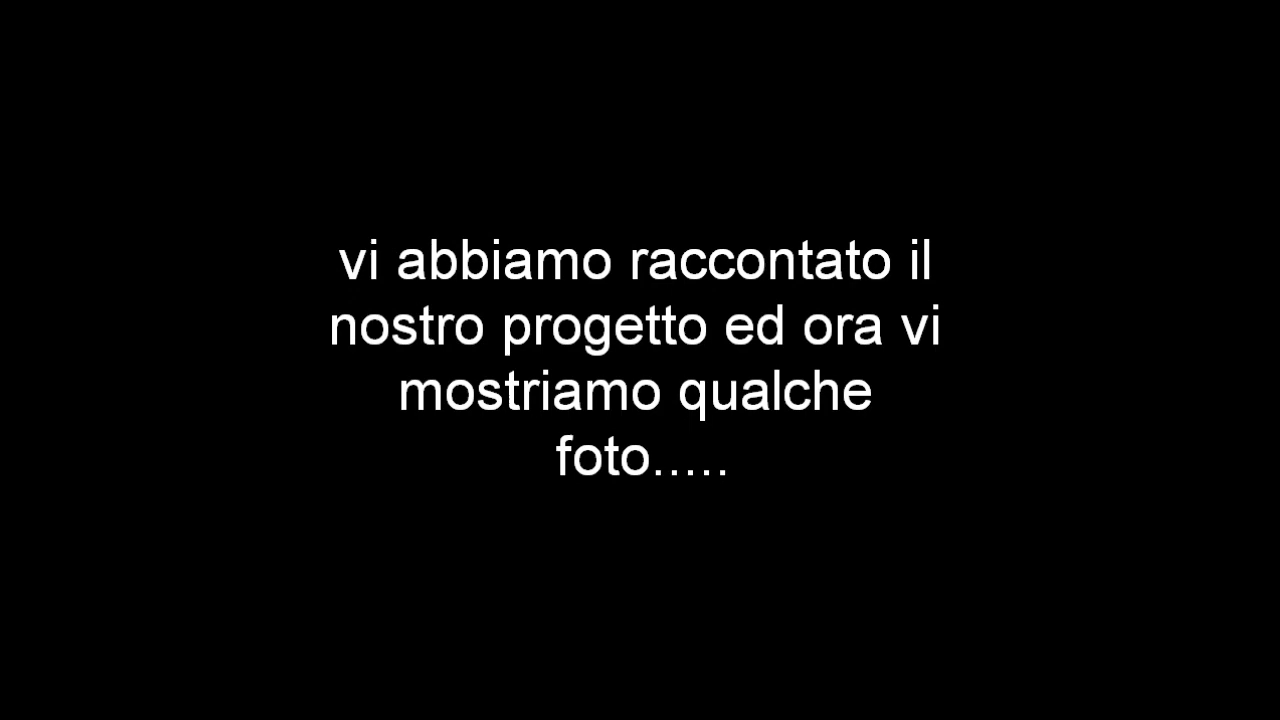 vi abbiamo raccontato il
nostro progetto ed ora vi
mostriamo qualche
foto.....